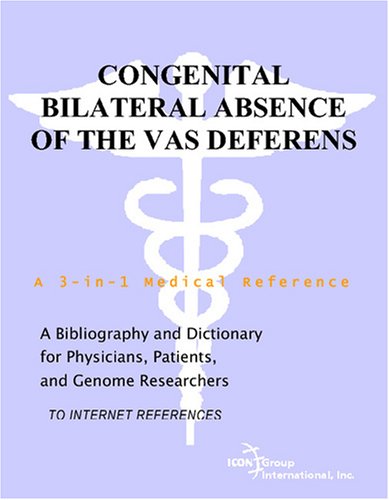 CONGENITAL
BILATERAL ABSENCE
OF THE VAS DEFERENS
A 3-in-1 Medical Reference
A Bibliography and Dictionary
for Physicians, Patients,
and Genome Researchers
TO INTERNET REFERENCES
ICON Group
International, Inc.